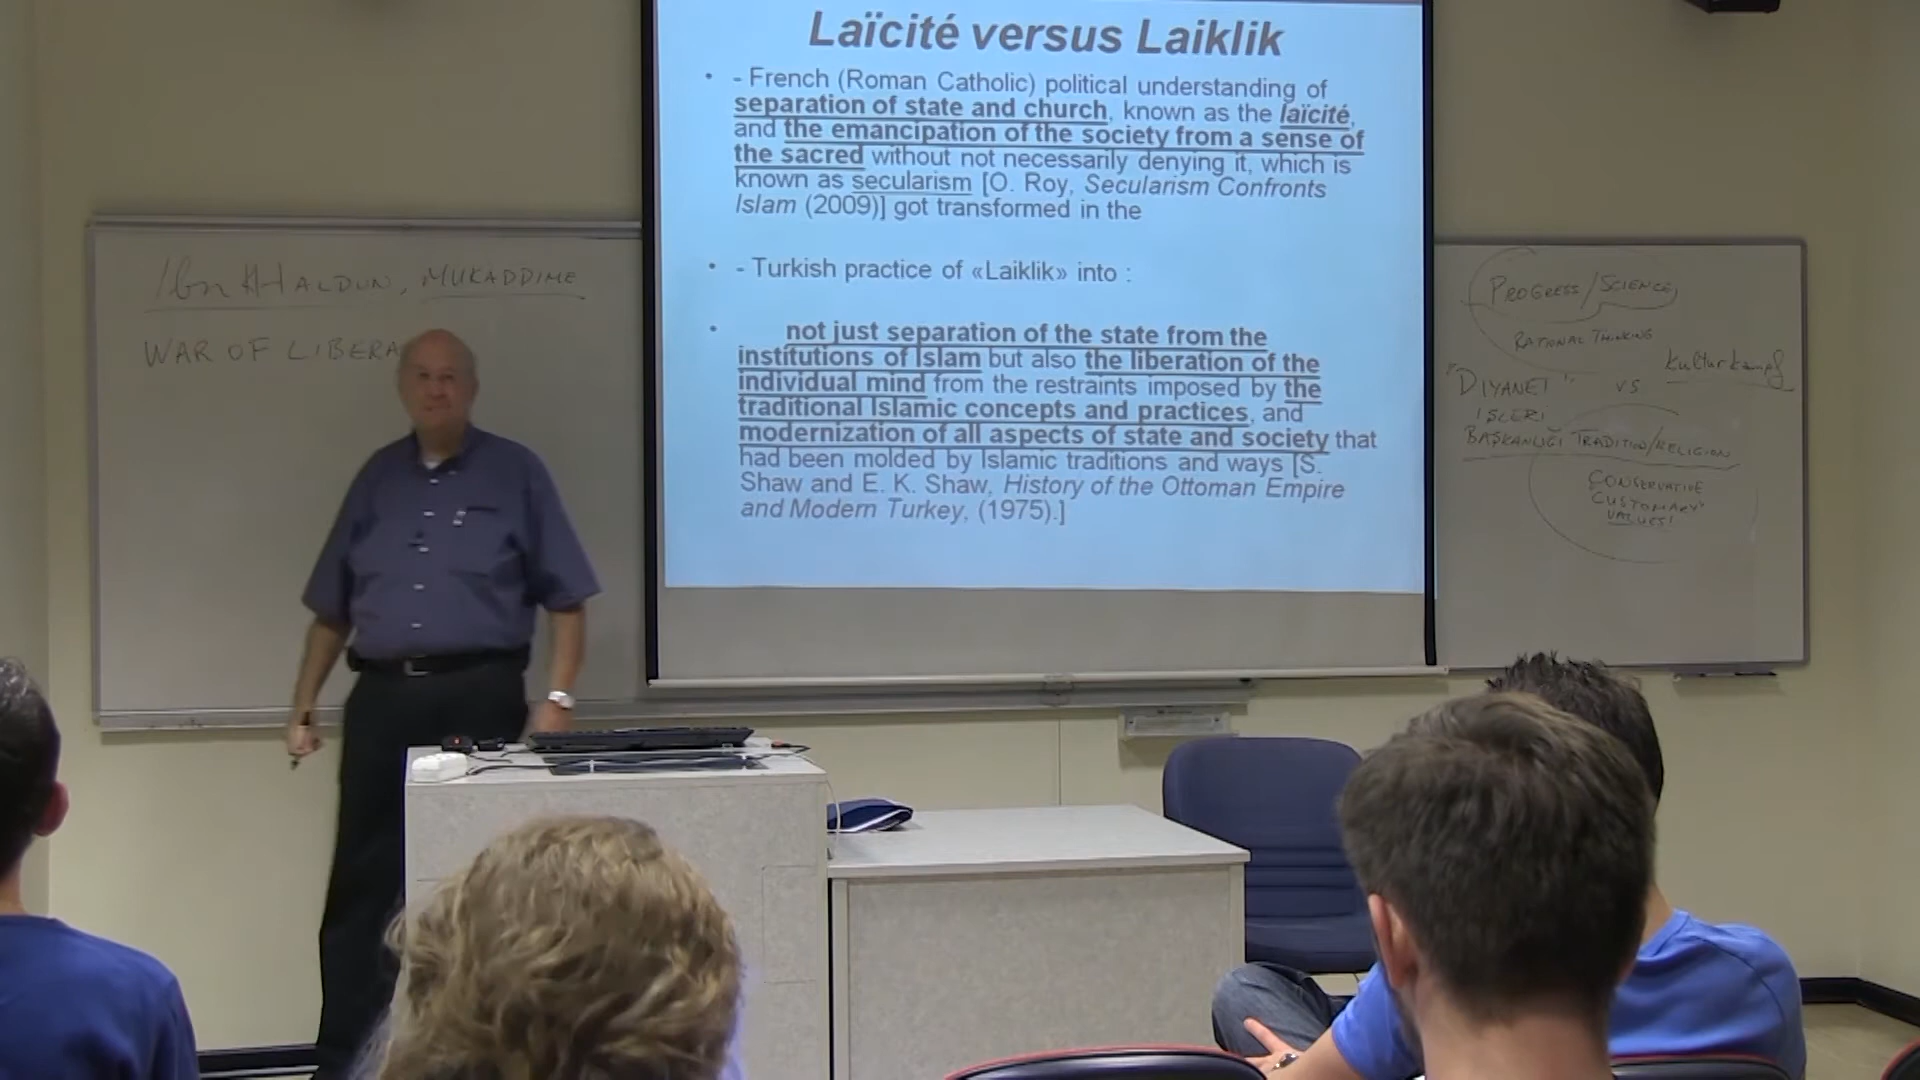 Laïcité versus Laiklik
• - French (Roman Catholic) political understanding of
separation of state and church, known as the laïcité,
and the emancipation of the society from a sense of
the sacred without not necessarily denying it, which is
known as secularism [O. Roy, Secularism Confronts
Islam (2009)] got transformed in the
• - Turkish practice of «Laiklik» into :
• not just separation of the state from the
institutions of Islam but also the liberation of the
individual mind from the restraints imposed by the
traditional Islamic concepts and practices, and
modernization of all aspects of state and society that
had been molded by Islamic traditions and ways [S.
Shaw and E. K. Shaw, History of the Ottoman Empire
and Modern Turkey, (1975).]
Ibn HALDUN, MUKADDIME
WAR OF LIBERA
PROGRESS/SCIENCE
RATIONAL THINKING
Kulturkampf
"DIYANET" VS
İŞLERİ
BAŞKANLIĞI TRADITION/RELIGION
CONSERVATIVE
CUSTOMARY
VALUES!